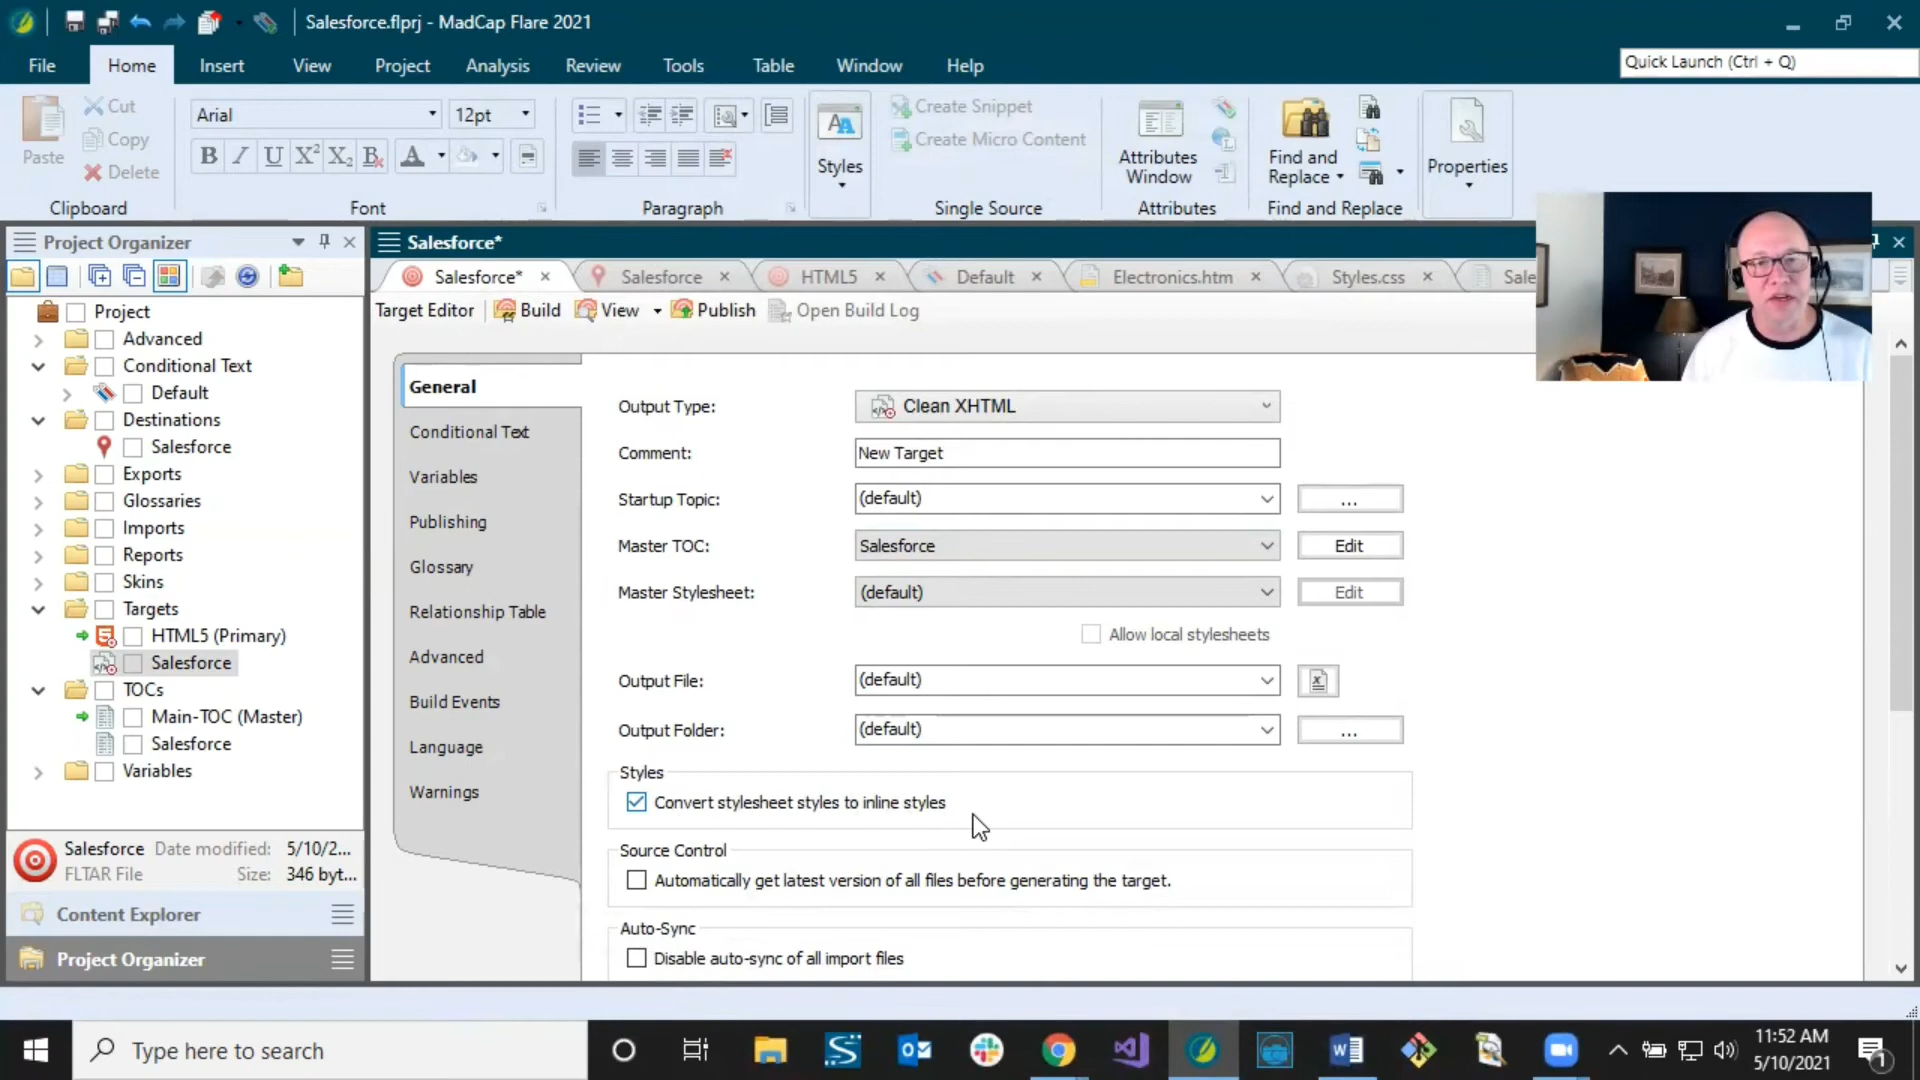 Salesforce.flprj - MadCap Flare 2021
File Home Insert View Project Analysis Review Tools Table Window Help
Quick Launch (Ctrl + Q)
Paste
Cut
Copy
Delete
Clipboard
Arial
12pt
B I U X² X₂ B
A
Font
Paragraph
Styles
Create Snippet
Create Micro Content
Single Source
Attributes
Window
Attributes
Find and
Replace
Find and Replace
Properties
Project Organizer
Project
Advanced
Conditional Text
Default
Destinations
Salesforce
Exports
Glossaries
Imports
Reports
Skins
Targets
HTML5 (Primary)
Salesforce
TOCs
Main-TOC (Master)
Salesforce
Variables
Salesforce Date modified: 5/10/2...
FLTAR File Size: 346 byt...
Content Explorer
Project Organizer
Salesforce*
Salesforce* Salesforce HTML5 Default Electronics.htm Styles.css Sale
Target Editor Build View Publish Open Build Log
General
Conditional Text
Variables
Publishing
Glossary
Relationship Table
Advanced
Build Events
Language
Warnings
Output Type: Clean XHTML
Comment: New Target
Startup Topic: (default) ...
Master TOC: Salesforce Edit
Master Stylesheet: (default) Edit
Allow local stylesheets
Output File: (default)
Output Folder: (default) ...
Styles
Convert stylesheet styles to inline styles
Source Control
Automatically get latest version of all files before generating the target.
Auto-Sync
Disable auto-sync of all import files
Type here to search
11:52 AM
5/10/2021
1